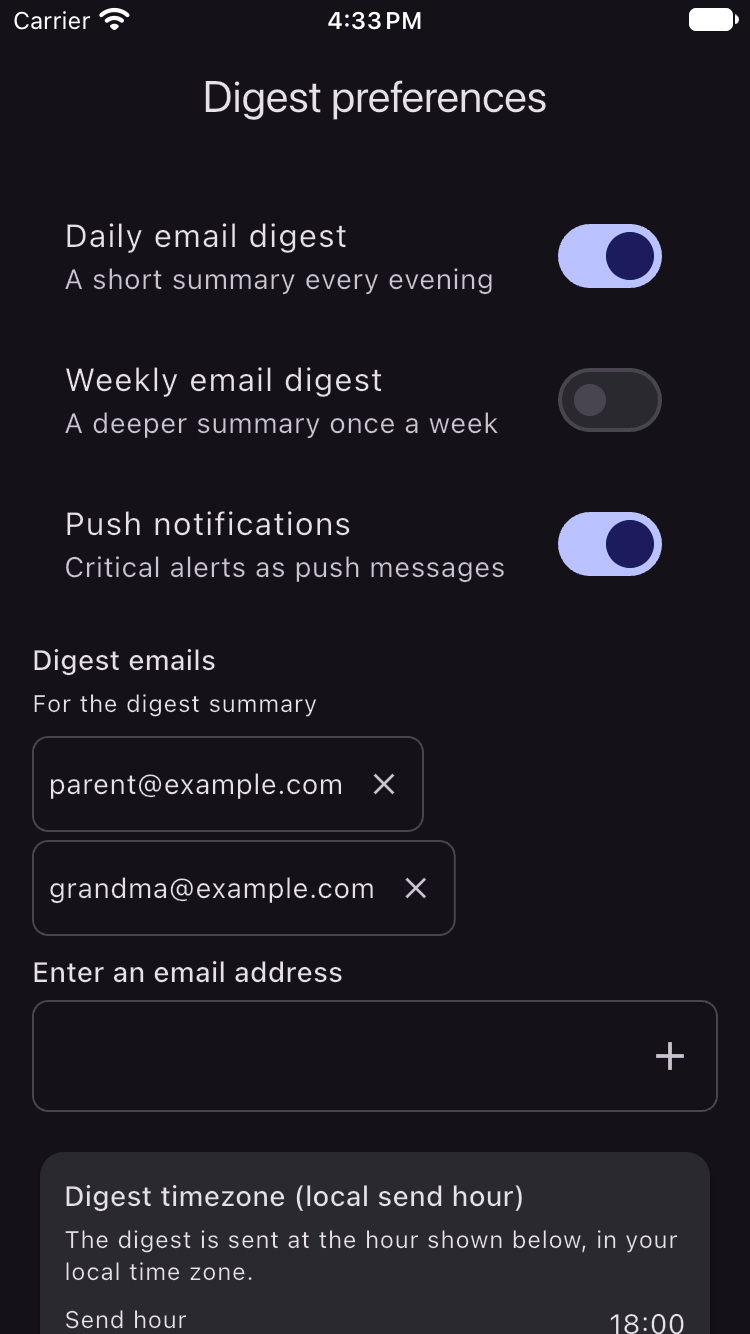 Carrier
4:33 PM
Digest preferences
Daily email digest
A short summary every evening
Weekly email digest
A deeper summary once a week
Push notifications
Critical alerts as push messages
Digest emails
For the digest summary
parent@example.com
grandma@example.com
Enter an email address
Digest timezone (local send hour)
The digest is sent at the hour shown below, in your
local time zone.
Send hour
18:00